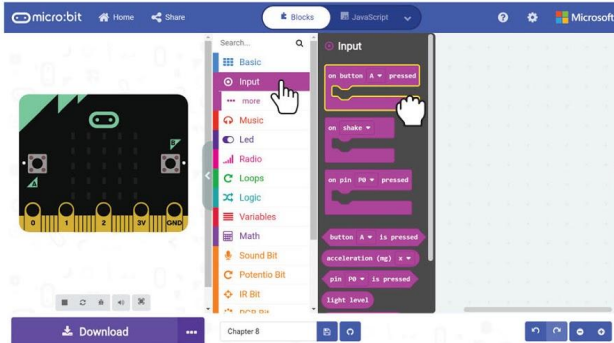 micro:bit Home Share Blocks JavaScript Microsoft
Search...
Basic
Input
more
Music
Led
Radio
Loops
Logic
Variables
Math
Sound Bit
Potentio Bit
IR Bit
Input
on button A pressed
on shake
on pin P0 pressed
button A is pressed
acceleration (mg) x
pin P0 is pressed
light level
A
B
0 1 2 3V GND
Download
Chapter 8